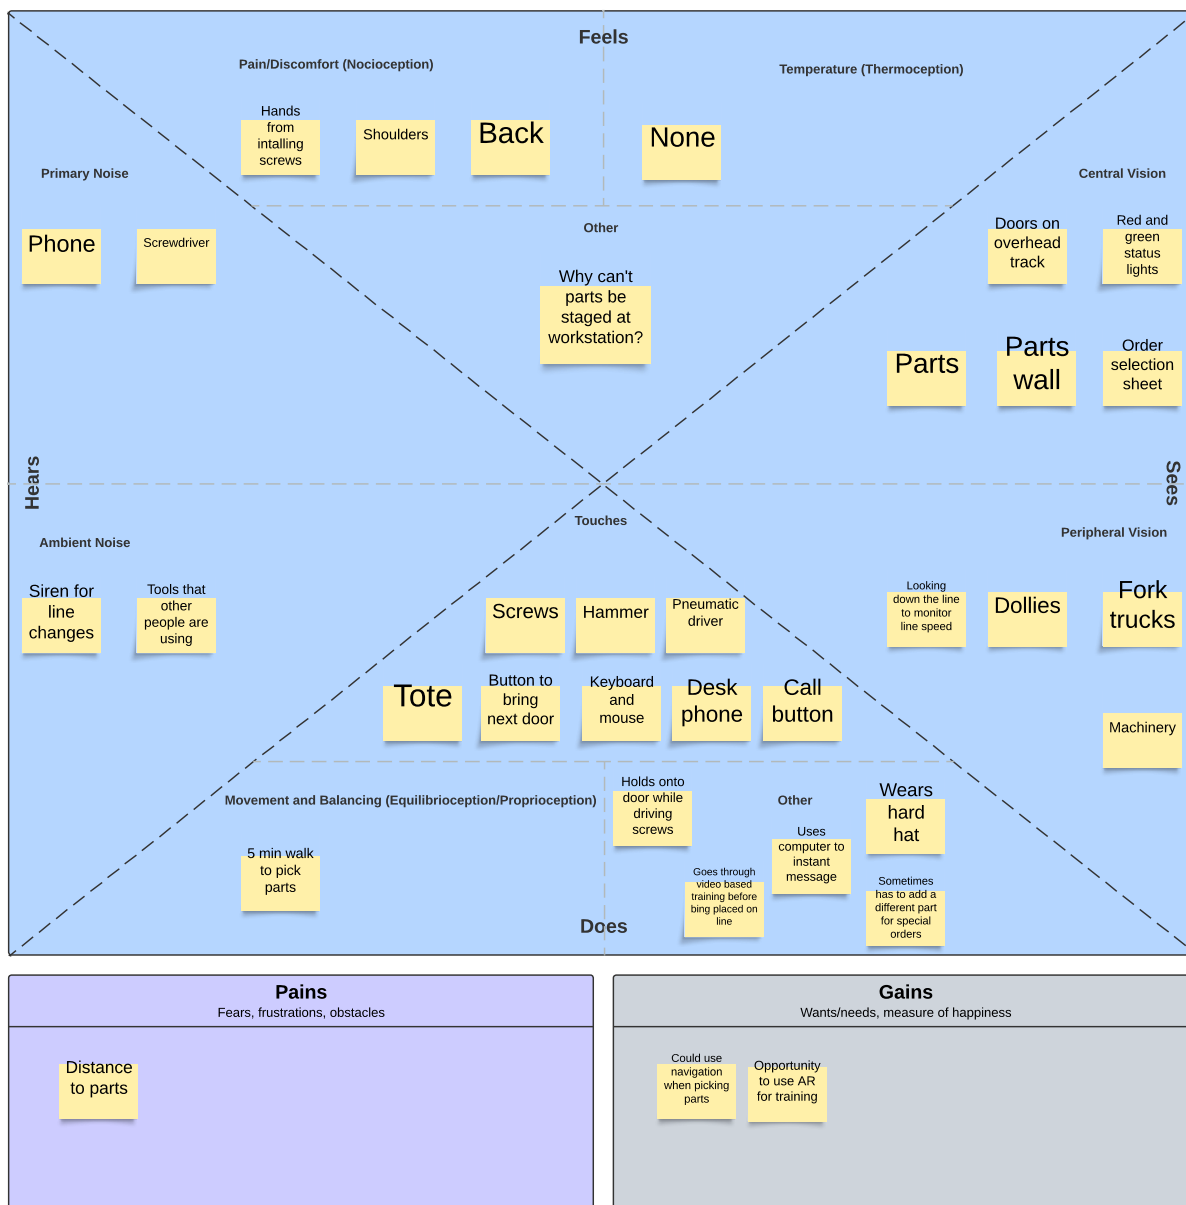 Feels
Pain/Discomfort (Nocioception)
Temperature (Thermoception)
Hands
from
intalling
screws
Shoulders
Back
None
Primary Noise
Central Vision
Phone
Screwdriver
Other
Why can't
parts be
staged at
workstation?
Doors on
overhead
track
Red and
green
status
lights
Parts
Parts
wall
Order
selection
sheet
Hears
Sees
Touches
Ambient Noise
Peripheral Vision
Siren for
line
changes
Tools that
other
people are
using
Screws
Hammer
Pneumatic
driver
Looking
down the line
to monitor
line speed
Dollies
Fork
trucks
Tote
Button to
bring
next door
Keyboard
and
mouse
Desk
phone
Call
button
Machinery
Movement and Balancing (Equilibrioception/Proprioception)
Other
5 min walk
to pick
parts
Holds onto
door while
driving
screws
Uses
computer to
instant
message
Wears
hard
hat
Goes through
video based
training before
bing placed on
line
Sometimes
has to add a
different part
for special
orders
Does
Pains
Fears, frustrations, obstacles
Distance
to parts
Gains
Wants/needs, measure of happiness
Could use
navigation
when picking
parts
Opportunity
to use AR
for training